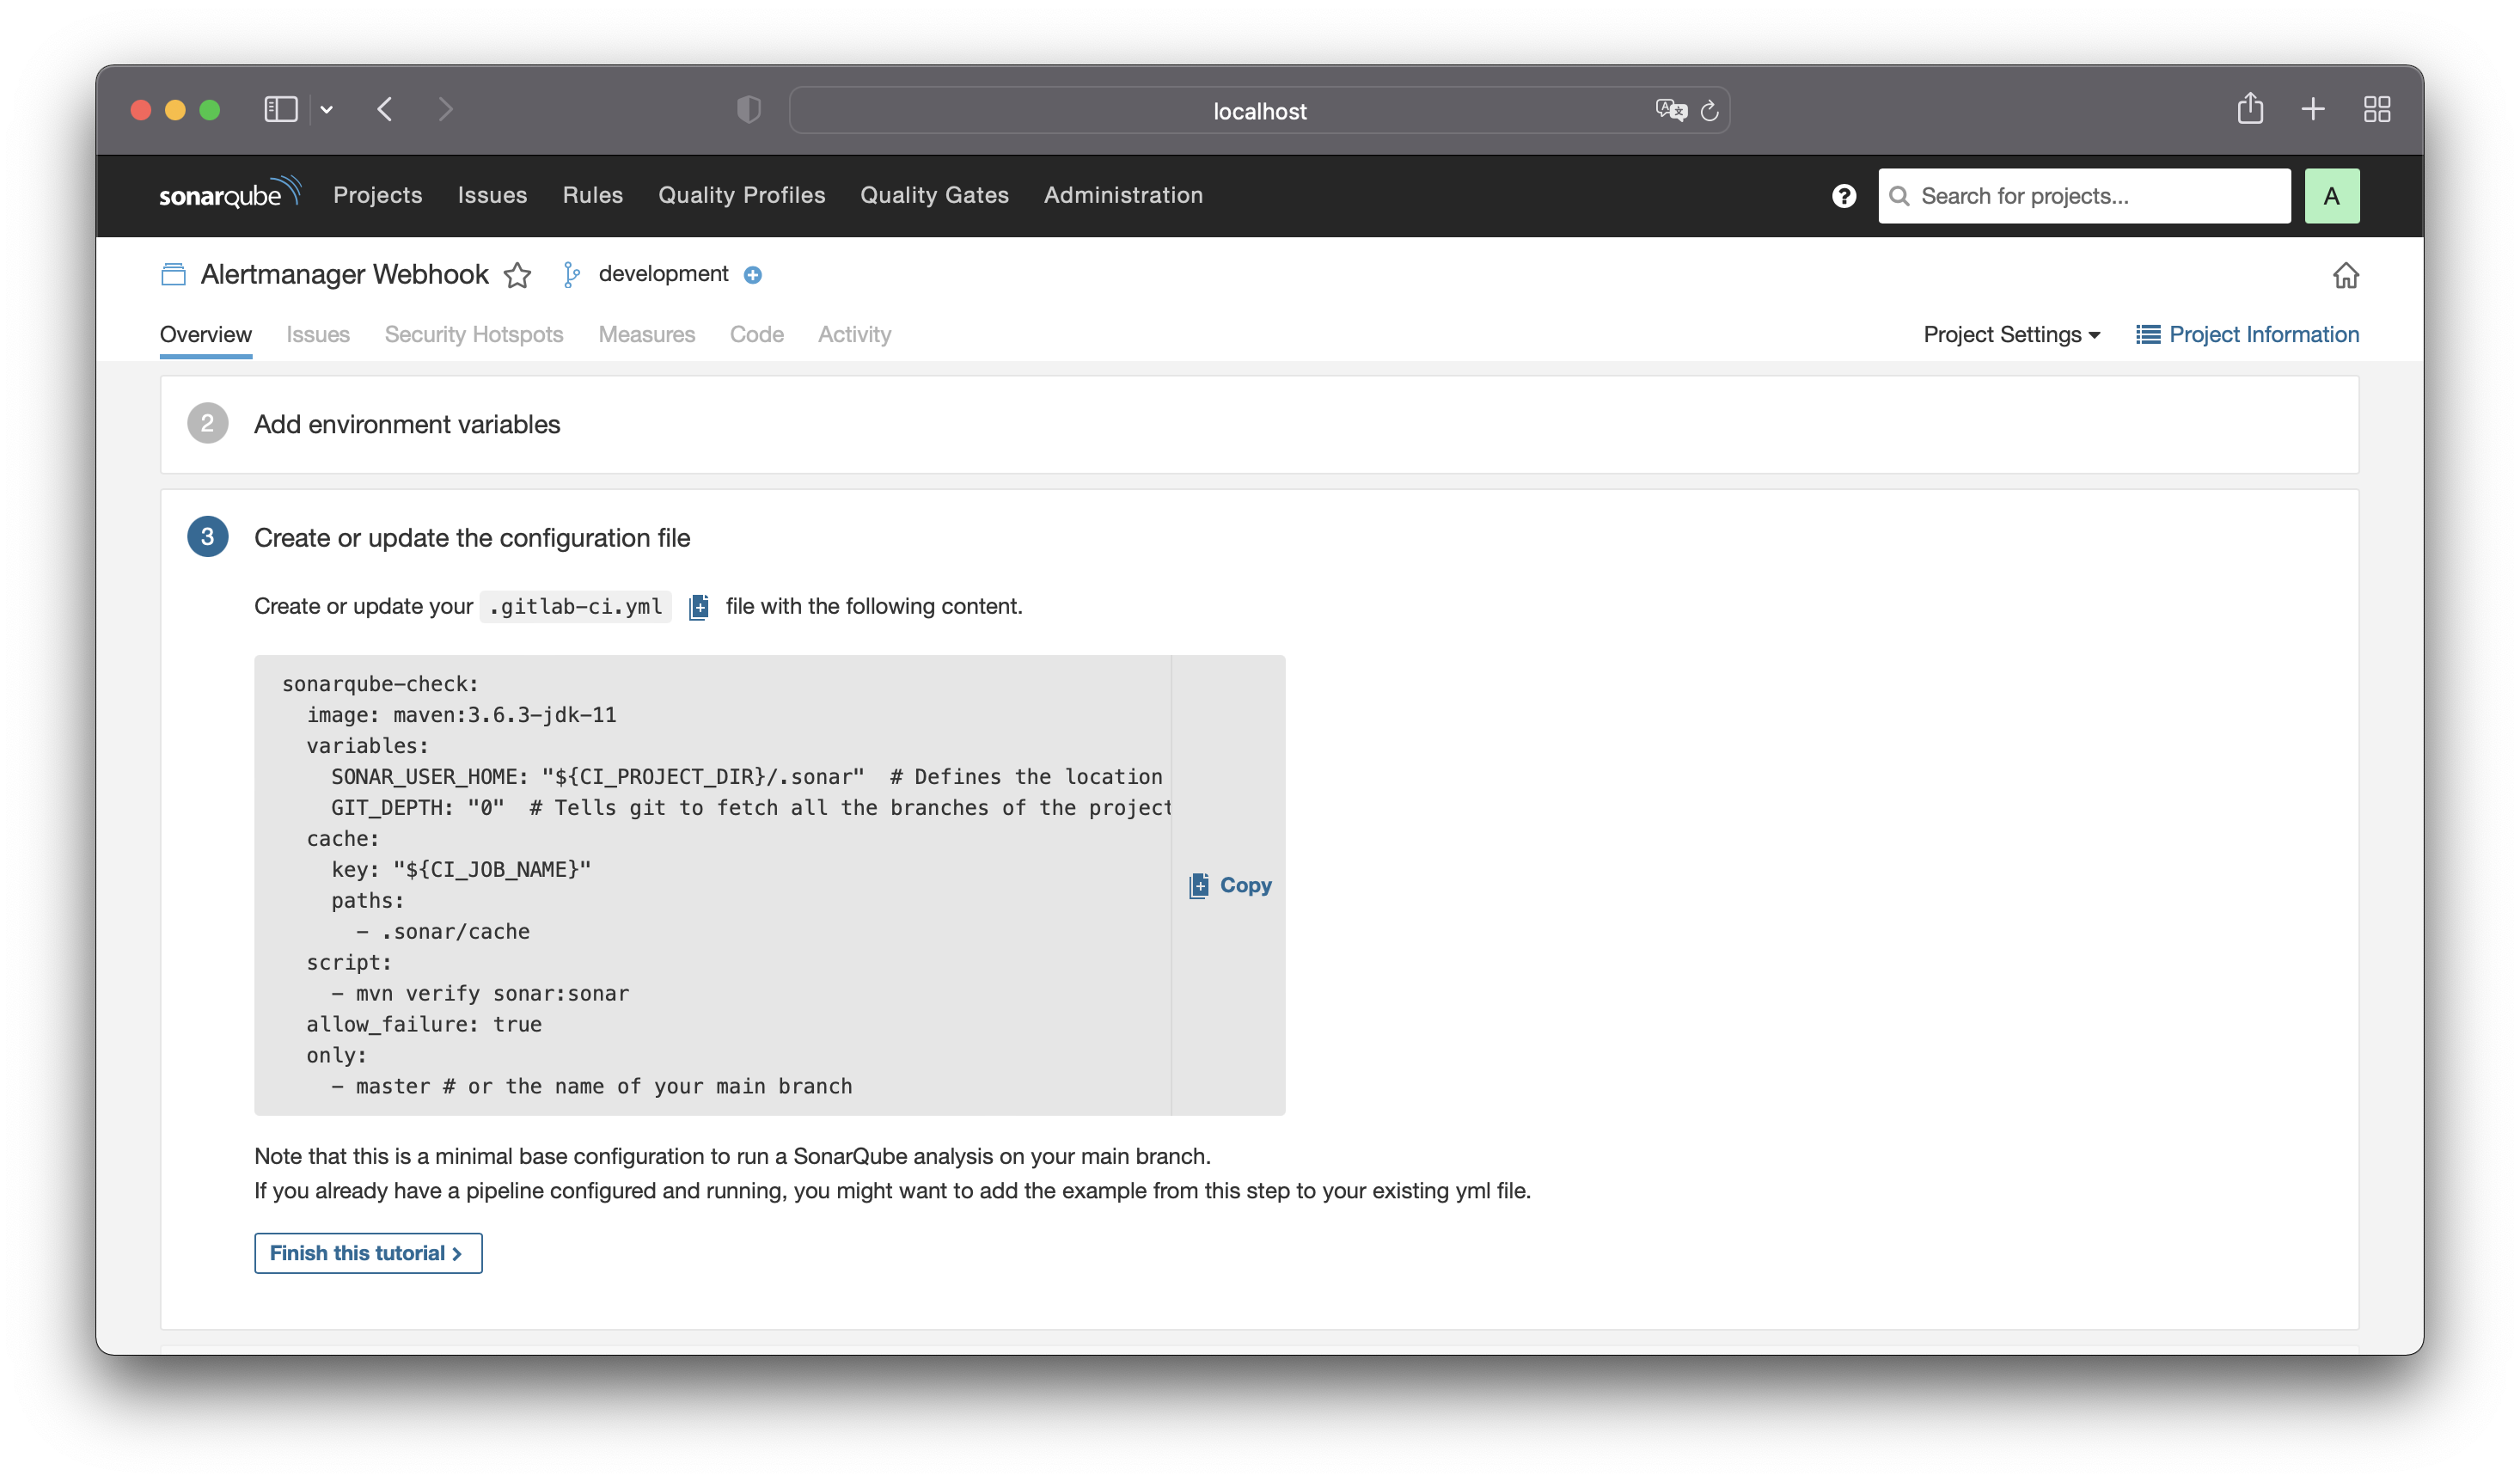 localhost
sonarqube Projects Issues Rules Quality Profiles Quality Gates Administration ? Search for projects... A
Alertmanager Webhook development
Overview Issues Security Hotspots Measures Code Activity Project Settings Project Information
2 Add environment variables
3 Create or update the configuration file
Create or update your .gitlab-ci.yml file with the following content.
sonarqube-check:
  image: maven:3.6.3-jdk-11
  variables:
    SONAR_USER_HOME: "${CI_PROJECT_DIR}/.sonar"  # Defines the location
    GIT_DEPTH: "0"  # Tells git to fetch all the branches of the project
  cache:
    key: "${CI_JOB_NAME}"
    paths:
      - .sonar/cache
  script:
    - mvn verify sonar:sonar
  allow_failure: true
  only:
    - master # or the name of your main branch
Copy
Note that this is a minimal base configuration to run a SonarQube analysis on your main branch.
If you already have a pipeline configured and running, you might want to add the example from this step to your existing yml file.
Finish this tutorial